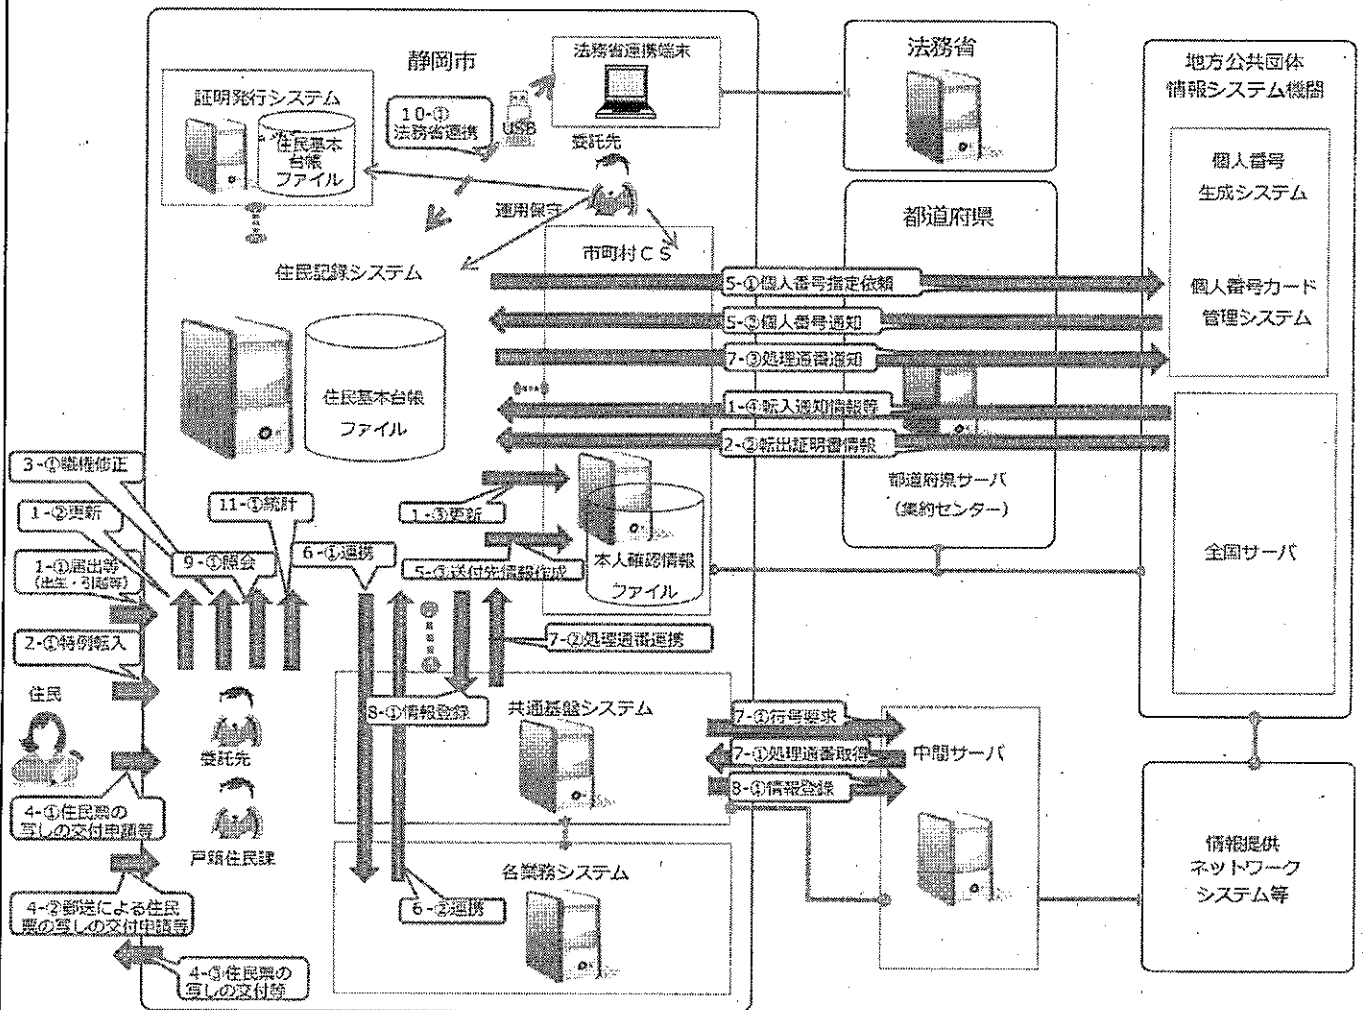 静岡市
法務省連携端末
法務省
地方公共団体
情報システム機関
証明発行システム
住民基本
台帳
ファイル
10-①
法務省連携
USB
委託先
運用保守
個人番号
生成システム
都道府県
市町村CS
住民記録システム
5-①個人番号指定依頼
個人番号カード
管理システム
5-②個人番号通知
7-③処理通番通知
住民基本台帳
ファイル
1-④転入通知情報等
2-②転出証明書情報
3-①職権修正
1-②更新
11-①統計
1-③更新
都道府県サーバ
(集約センター)
1-①届出等
(出生・引越等)
9-①照会
6-①連携
5-③送付先情報作成
本人確認情報
ファイル
全国サーバ
2-①特例転入
7-②処理通番連携
住民
8-①情報登録
共通基盤システム
7-①行号要求
7-①処理通番取得
8-①情報登録
中間サーバ
委託先
4-①住民票の
写しの交付申請等
戸籍住民課
各業務システム
情報提供
ネットワーク
システム等
4-②郵送による住民
票の写しの交付申請等
6-②連携
4-③住民票の
写しの交付等